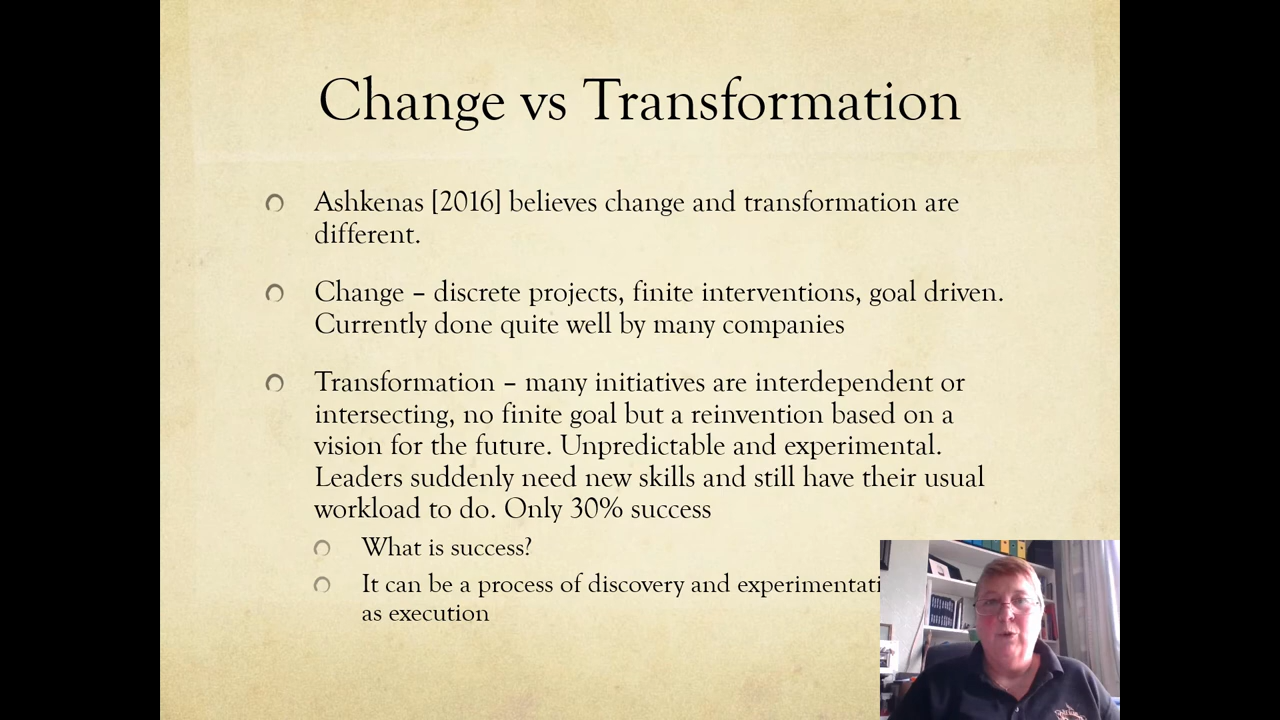 Change vs Transformation
Ashkenas [2016] believes change and transformation are
different.
Change – discrete projects, finite interventions, goal driven.
Currently done quite well by many companies
Transformation – many initiatives are interdependent or
intersecting, no finite goal but a reinvention based on a
vision for the future. Unpredictable and experimental.
Leaders suddenly need new skills and still have their usual
workload to do. Only 30% success
What is success?
It can be a process of discovery and
as execution